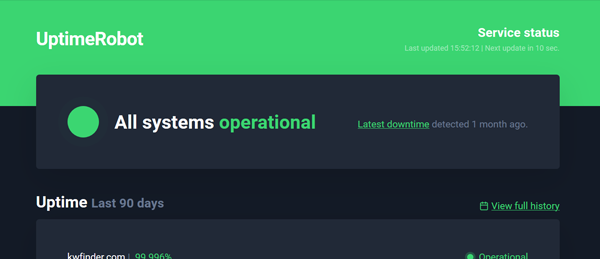 UptimeRobot
Service status
Last updated 15:52:12 | Next update in 10 sec.
All systems operational
Latest downtime detected 1 month ago.
Uptime Last 90 days
View full history
kwfinder.com | 99.996%
Operational